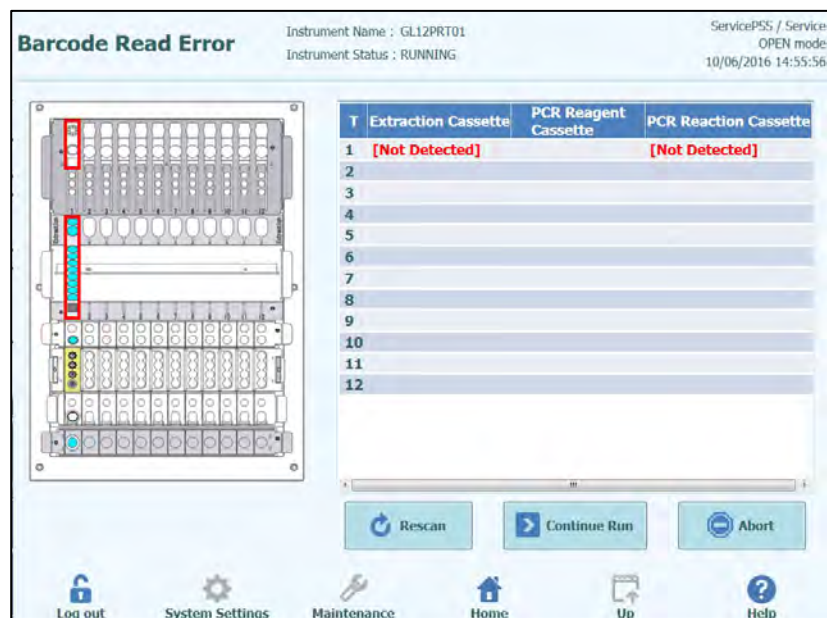 Barcode Read Error
Instrument Name : GL12PRT01
Instrument Status : RUNNING
ServicePSS / Service
OPEN mode
10/06/2016 14:55:56
T Extraction Cassette PCR Reagent Cassette PCR Reaction Cassette
1 [Not Detected] [Not Detected]
2
3
4
5
6
7
8
9
10
11
12
Rescan
Continue Run
Abort
Log out
System Settings
Maintenance
Home
Up
Help